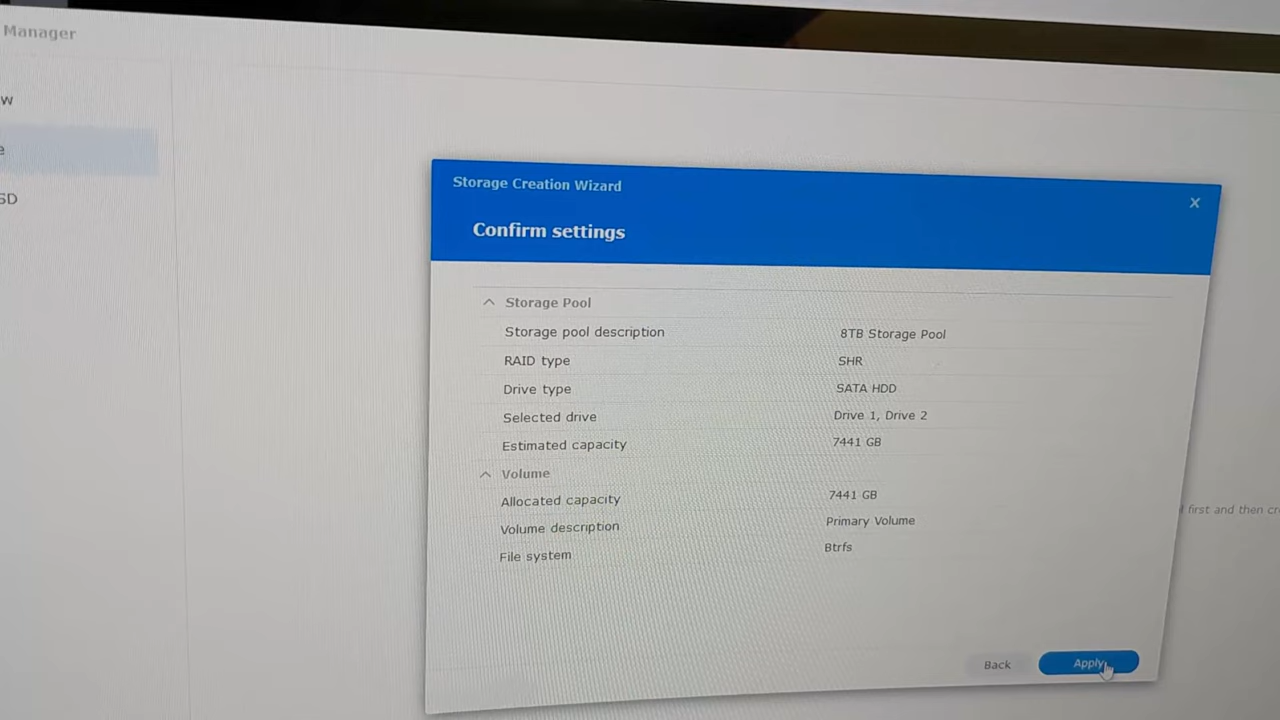 Manager
w
e
SD
Storage Creation Wizard
X
Confirm settings
Storage Pool
Storage pool description 8TB Storage Pool
RAID type SHR
Drive type SATA HDD
Selected drive Drive 1, Drive 2
Estimated capacity 7441 GB
Volume
Allocated capacity 7441 GB
Volume description Primary Volume
File system Btrfs
first and then cr
Back Apply